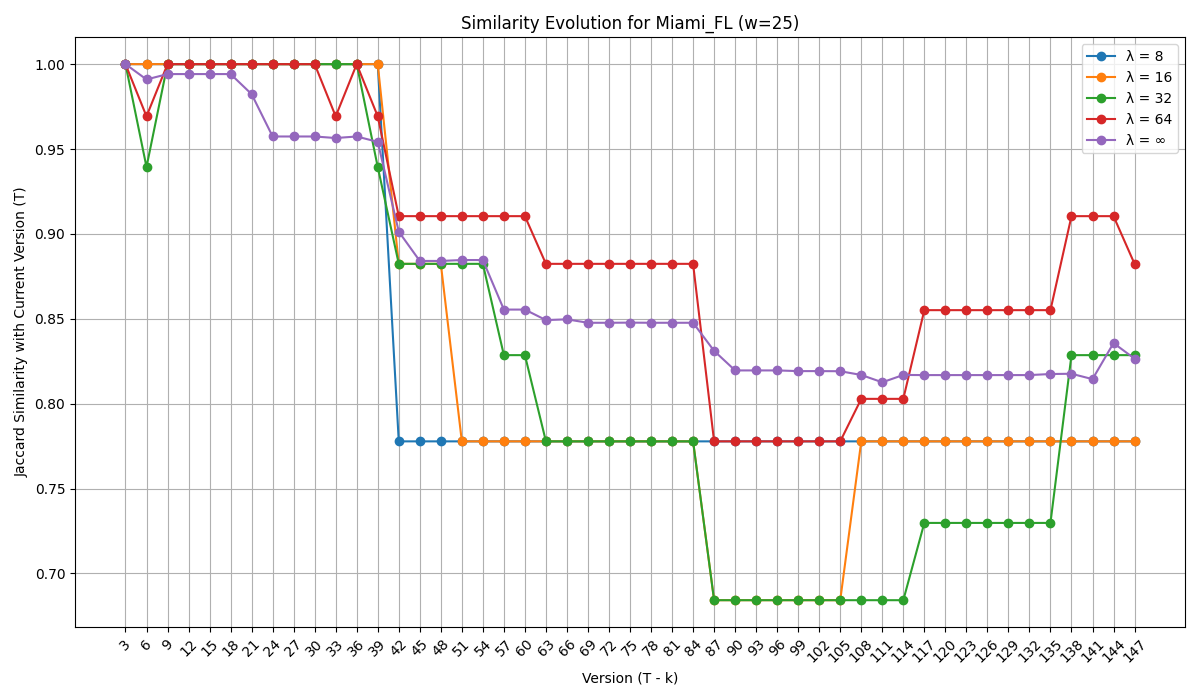 Similarity Evolution for Miami_FL (w=25)
λ = 8
λ = 16
λ = 32
λ = 64
λ = ∞
Jaccard Similarity with Current Version (T)
1.00
0.95
0.90
0.85
0.80
0.75
0.70
3 6 9 12 15 18 21 24 27 30 33 36 39 42 45 48 51 54 57 60 63 66 69 72 75 78 81 84 87 90 93 96 99 102 105 108 111 114 117 120 123 126 129 132 135 138 141 144 147
Version (T - k)